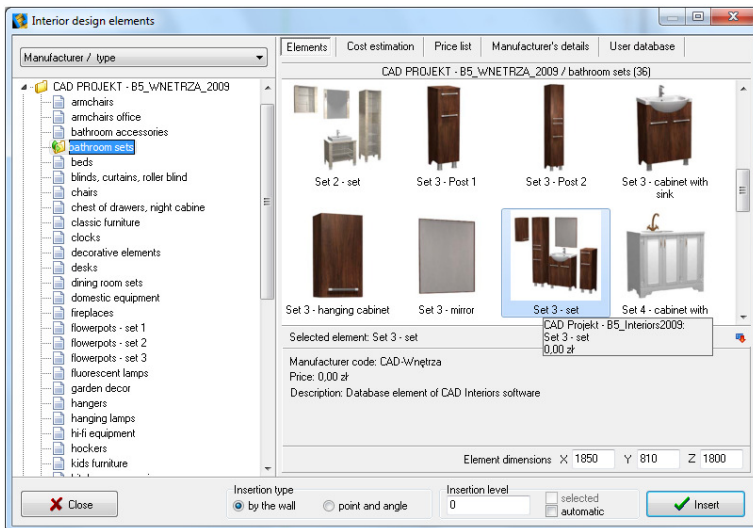 Interior design elements
Manufacturer / type
CAD PROJEKT - B5_WNETRZA_2009
armchairs
armchairs office
bathroom accessories
bathroom sets
beds
blinds, curtains, roller blind
chairs
chest of drawers, night cabine
classic furniture
clocks
decorative elements
desks
dining room sets
domestic equipment
fireplaces
flowerpots - set 1
flowerpots - set 2
flowerpots - set 3
fluorescent lamps
garden decor
hangers
hanging lamps
hi-fi equipment
hockers
kids furniture
Elements Cost estimation Price list Manufacturer's details User database
CAD PROJEKT - B5_WNETRZA_2009 / bathroom sets (36)
Set 2 - set Set 3 - Post 1 Set 3 - Post 2 Set 3 - cabinet with
sink
Set 3 - hanging cabinet Set 3 - mirror Set 3 - set Set 4 - cabinet with
CAD Projekt - B5_Interiors2009:
Set 3 - set
0,00 zł
Selected element: Set 3 - set
Manufacturer code: CAD-Wnętrza
Price: 0,00 zł
Description: Database element of CAD Interiors software
Element dimensions X 1850 Y 810 Z 1800
Close
Insertion type
by the wall point and angle
Insertion level
0
selected
automatic
Insert